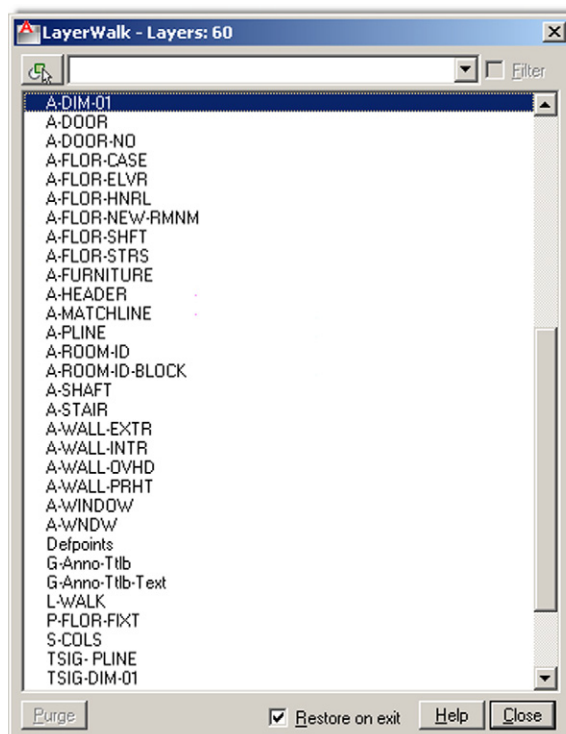 LayerWalk - Layers: 60
Filter
A-DIM-01
A-DOOR
A-DOOR-NO
A-FLOR-CASE
A-FLOR-ELVR
A-FLOR-HNRL
A-FLOR-NEW-RMNM
A-FLOR-SHFT
A-FLOR-STRS
A-FURNITURE
A-HEADER
A-MATCHLINE
A-PLINE
A-ROOM-ID
A-ROOM-ID-BLOCK
A-SHAFT
A-STAIR
A-WALL-EXTR
A-WALL-INTR
A-WALL-OVHD
A-WALL-PRHT
A-WINDOW
A-WNDW
Defpoints
G-Anno-Ttlb
G-Anno-Ttlb-Text
L-WALK
P-FLOR-FIXT
S-COLS
TSIG- PLINE
TSIG-DIM-01
Purge Restore on exit Help Close